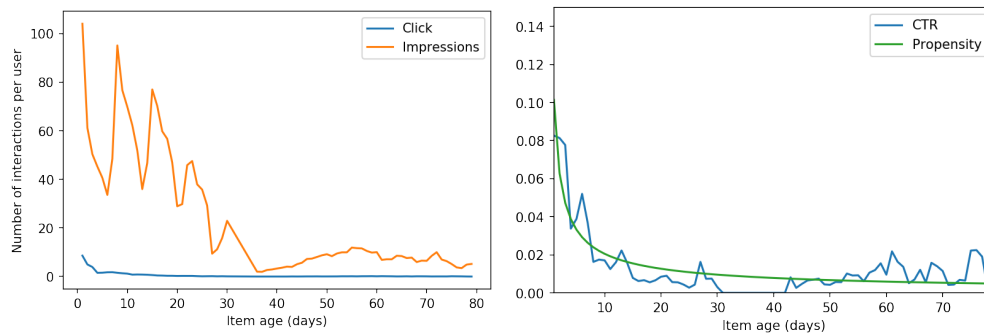 Number of interactions per user
100
80
60
40
20
0
0 10 20 30 40 50 60 70 80
Item age (days)
Click
Impressions
0.14
0.12
0.10
0.08
0.06
0.04
0.02
0.00
10 20 30 40 50 60 70
Item age (days)
CTR
Propensity